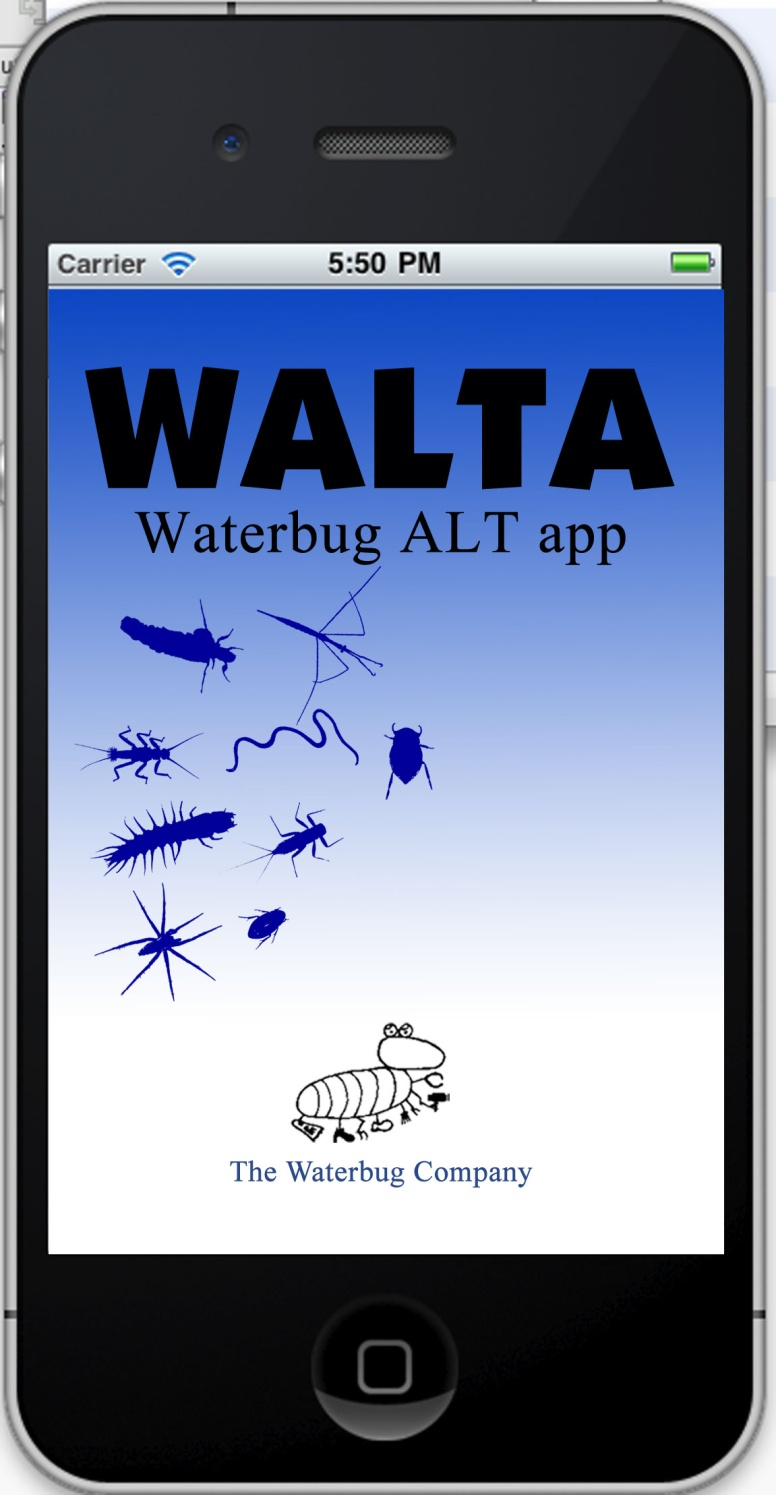 Carrier
5:50 PM
WALTA
Waterbug ALT app
The Waterbug Company